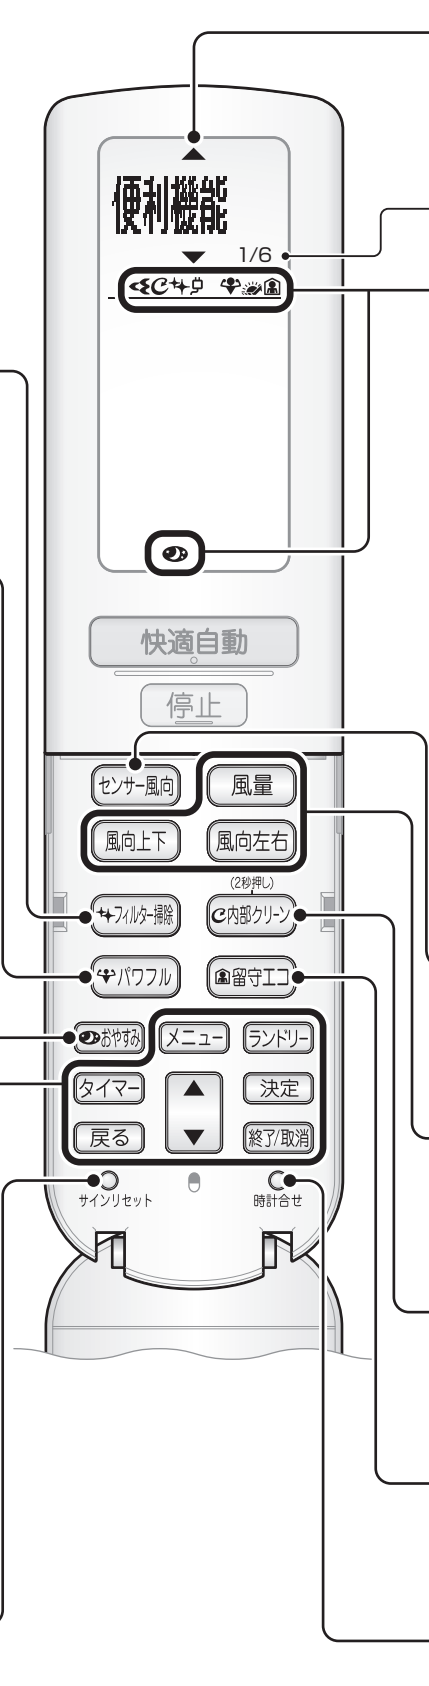 便利機能
1/6
快適自動
停止
センサー風向
風量
風向上下
風向左右
(2秒押し)
フィルター掃除
内部クリーン
パワフル
留守エコ
おやすみ
メニュー
ランドリー
タイマー
決定
戻る
終了/取消
サインリセット
時計合せ